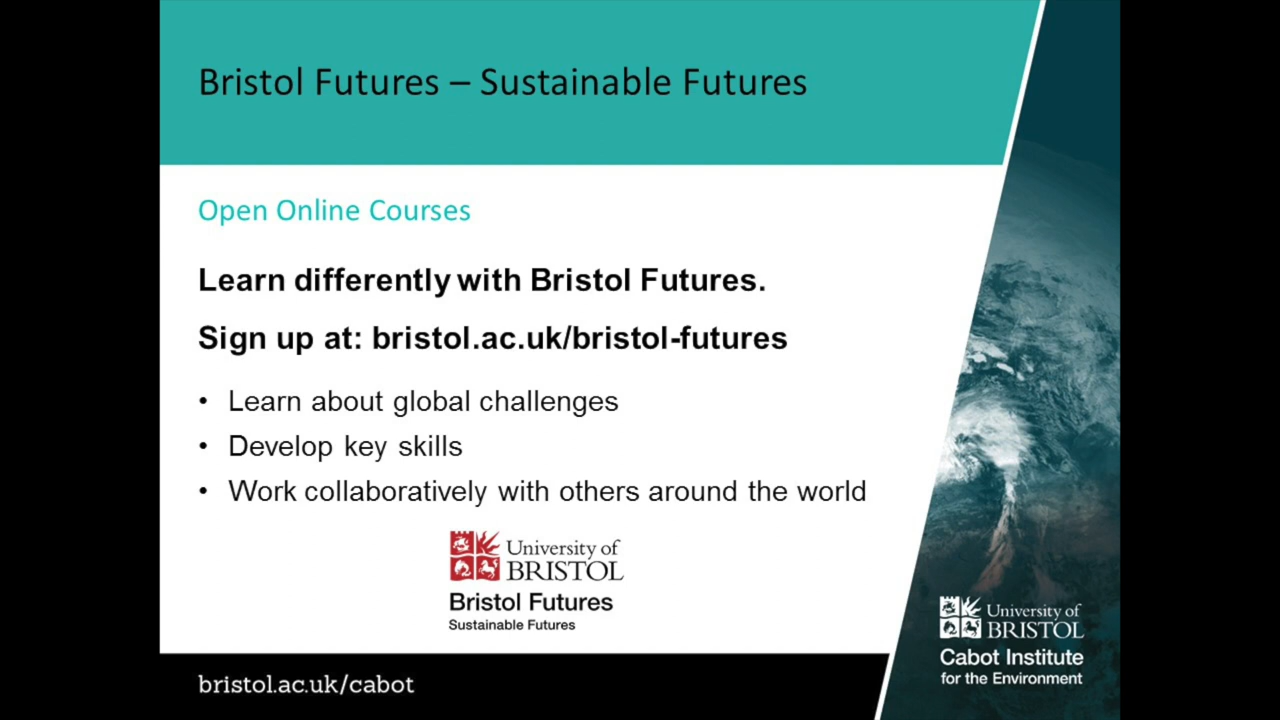 Bristol Futures – Sustainable Futures
Open Online Courses
Learn differently with Bristol Futures.
Sign up at: bristol.ac.uk/bristol-futures
• Learn about global challenges
• Develop key skills
• Work collaboratively with others around the world
University of
BRISTOL
Bristol Futures
Sustainable Futures
University of
BRISTOL
Cabot Institute
for the Environment
bristol.ac.uk/cabot